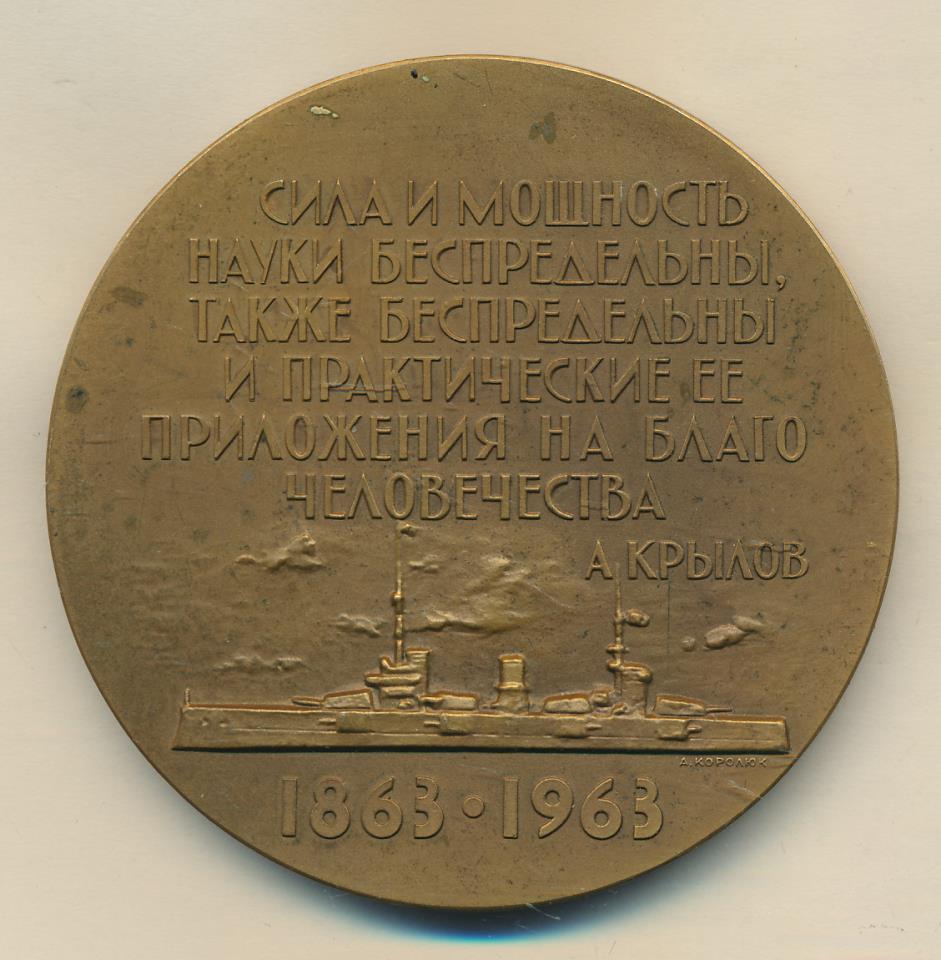 СИЛА И МОЩНОСТЬ
НАУКИ БЕСПРЕДЕЛЬНЫ,
ТАКЖЕ БЕСПРЕДЕЛЬНЫ
И ПРАКТИЧЕСКИЕ ЕЕ
ПРИЛОЖЕНИЯ НА БЛАГО
ЧЕЛОВЕЧЕСТВА
А КРЫЛОВ
А. КОРОЛЮК
1863 • 1963